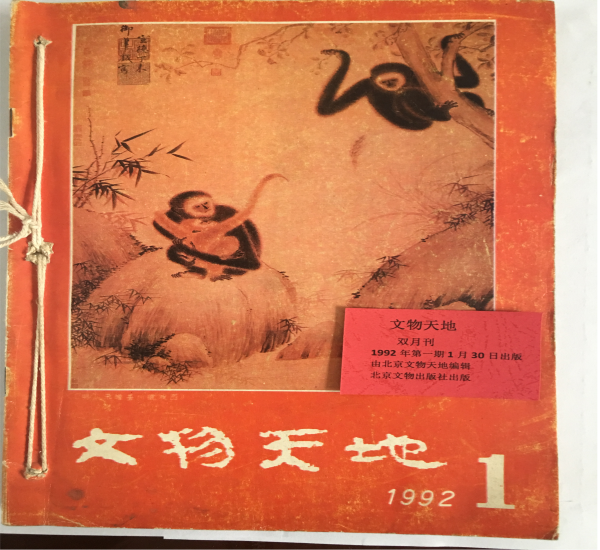 文物天地
双月刊
1992 年第一期 1 月 30 日出版
由北京文物天地编辑
北京文物出版社出版
文物天地
1992 1